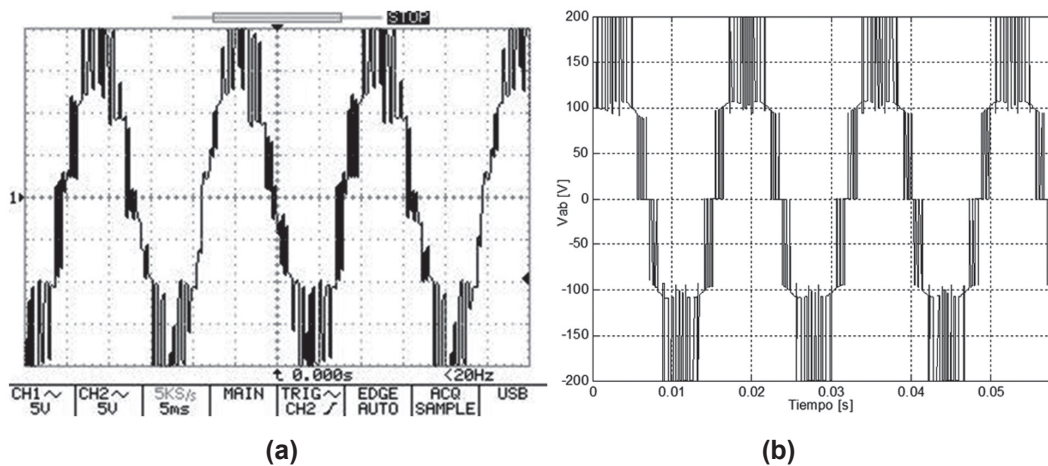 STOP
1
0.000s
<20Hz
CH1~ CH2~ 5KS/s MAIN TRIG~ EDGE ACQ USB
5V 5V 5ms CH2 AUTO SAMPLE
(a)
200
150
100
50
0
-50
-100
-150
-200
Vab [V]
0 0.01 0.02 0.03 0.04 0.05
Tiempo [s]
(b)